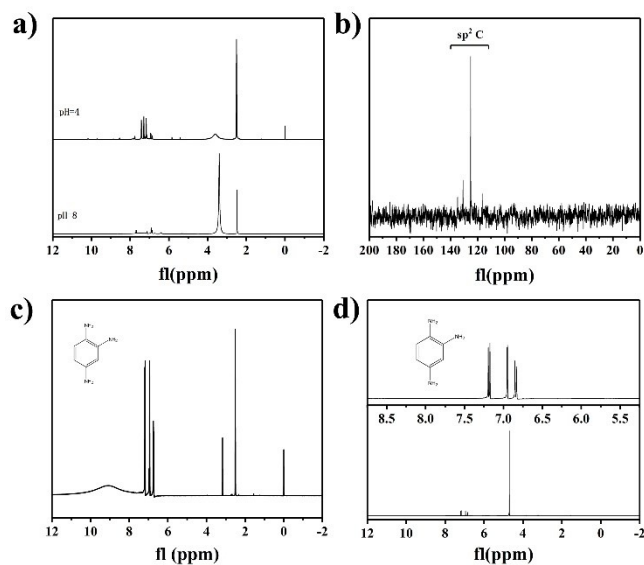 a)
pH=4
pH 8
12 10 8 6 4 2 0 -2
fl(ppm)
b)
sp² C
200 180 160 140 120 100 80 60 40 20 0
fl(ppm)
c)
NH₂
NH₂
NH₂
12 10 8 6 4 2 0 -2
fl (ppm)
d)
NH₂
NH₂
NH₂
8.5 8.0 7.5 7.0 6.5 6.0 5.5
12 10 8 6 4 2 0 -2
fl (ppm)